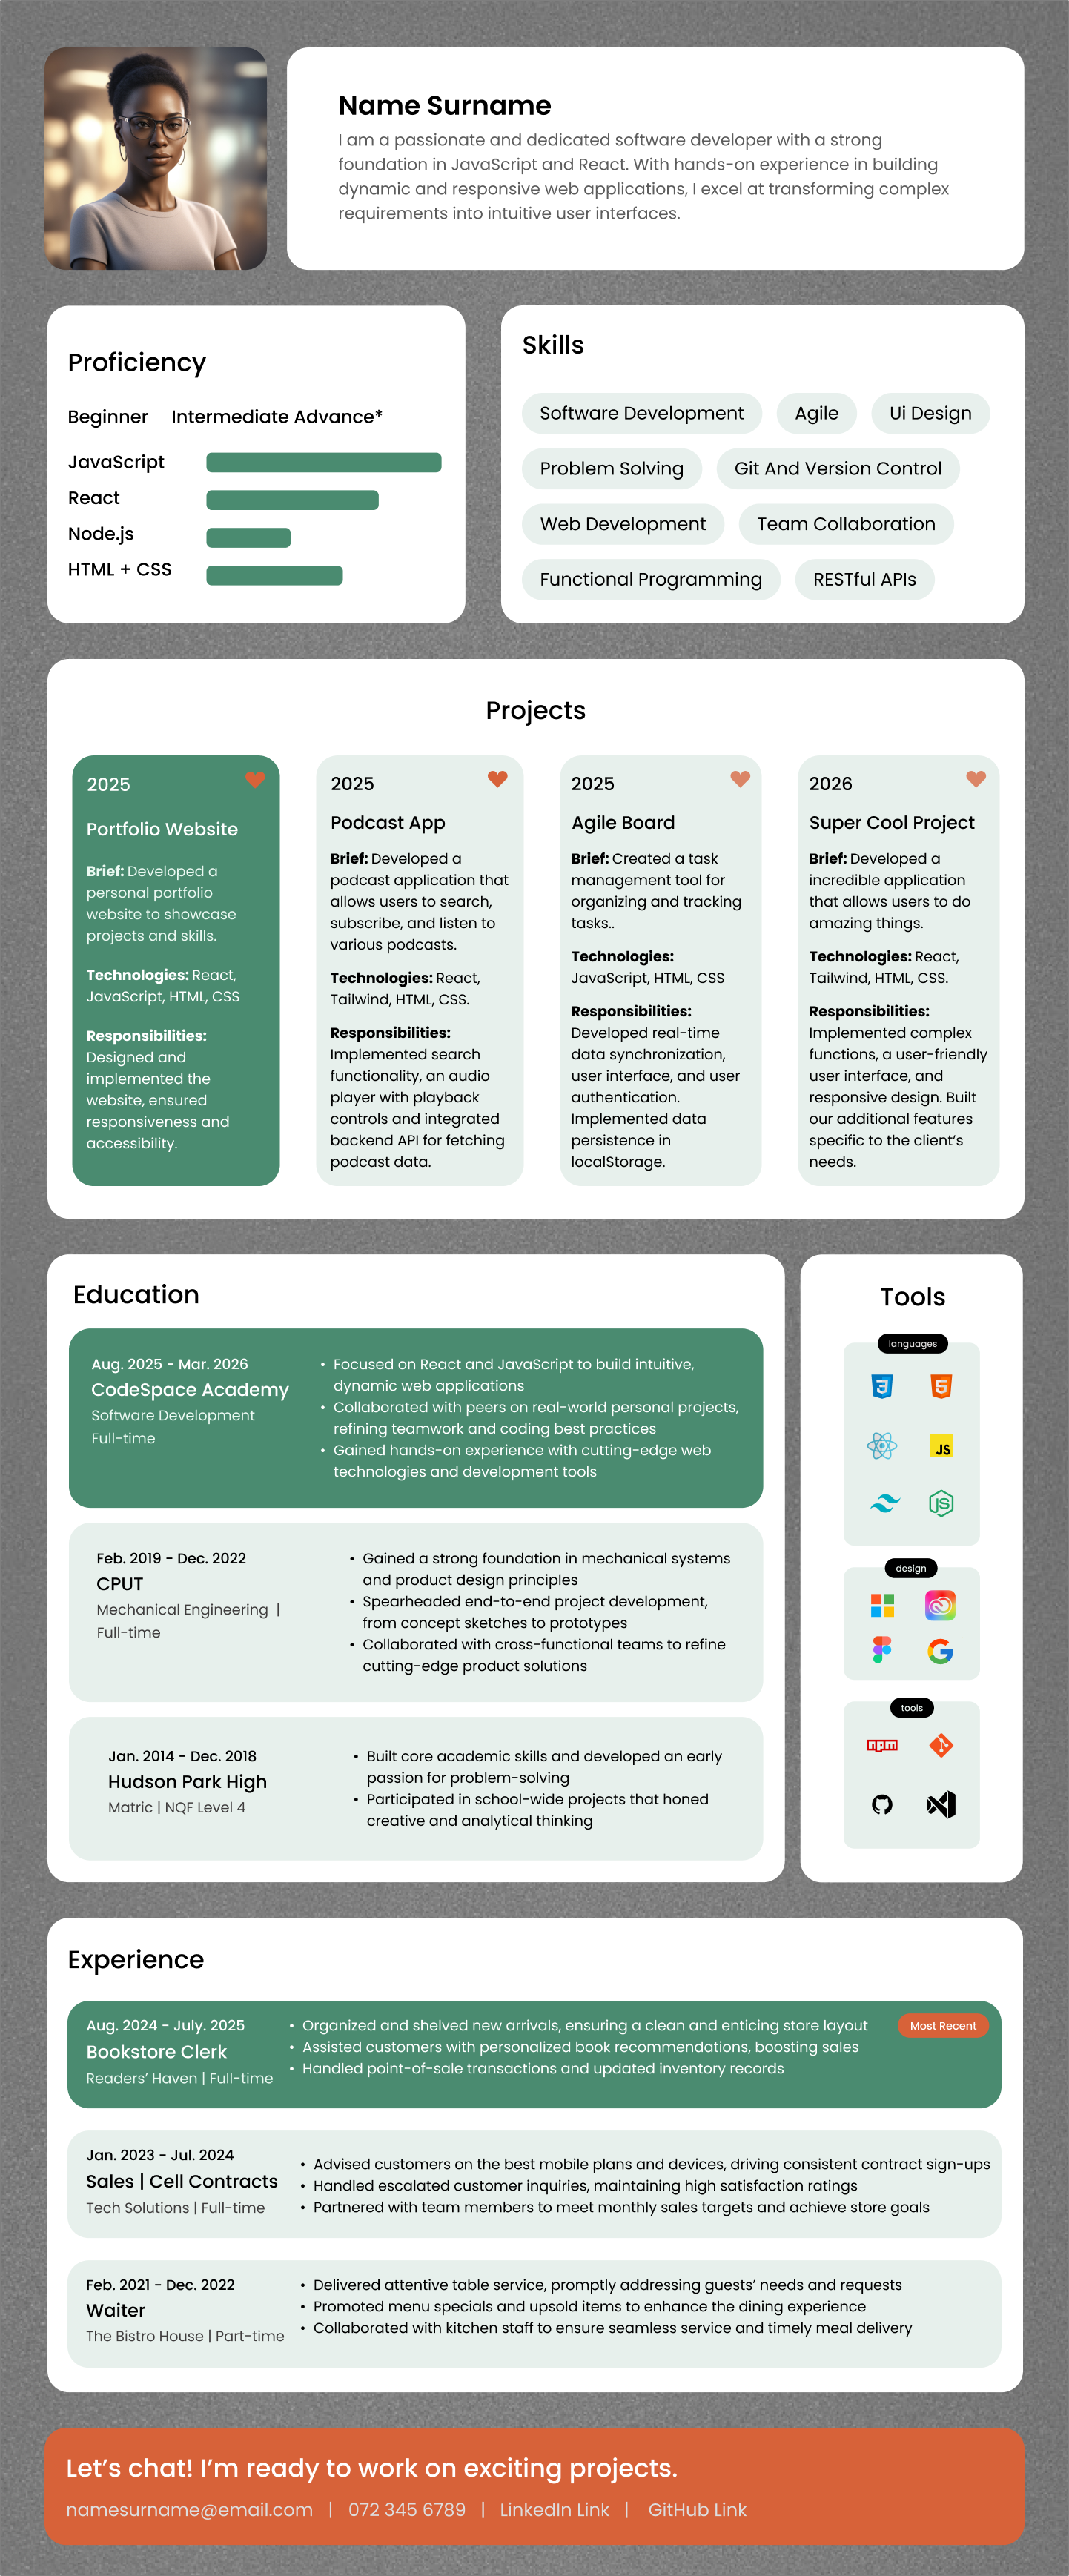 Name Surname
I am a passionate and dedicated software developer with a strong
foundation in JavaScript and React. With hands-on experience in building
dynamic and responsive web applications, I excel at transforming complex
requirements into intuitive user interfaces.
Proficiency
Beginner Intermediate Advance*
JavaScript
React
Node.js
HTML + CSS
Skills
Software Development Agile Ui Design
Problem Solving Git And Version Control
Web Development Team Collaboration
Functional Programming RESTful APIs
Projects
2025
Portfolio Website
Brief: Developed a
personal portfolio
website to showcase
projects and skills.
Technologies: React,
JavaScript, HTML, CSS
Responsibilities:
Designed and
implemented the
website, ensured
responsiveness and
accessibility.
2025
Podcast App
Brief: Developed a
podcast application that
allows users to search,
subscribe, and listen to
various podcasts.
Technologies: React,
Tailwind, HTML, CSS.
Responsibilities:
Implemented search
functionality, an audio
player with playback
controls and integrated
backend API for fetching
podcast data.
2025
Agile Board
Brief: Created a task
management tool for
organizing and tracking
tasks..
Technologies:
JavaScript, HTML, CSS
Responsibilities:
Developed real-time
data synchronization,
user interface, and user
authentication.
Implemented data
persistence in
localStorage.
2026
Super Cool Project
Brief: Developed a
incredible application
that allows users to do
amazing things.
Technologies: React,
Tailwind, HTML, CSS.
Responsibilities:
Implemented complex
functions, a user-friendly
user interface, and
responsive design. Built
our additional features
specific to the client’s
needs.
Education
Aug. 2025 - Mar. 2026
CodeSpace Academy
Software Development
Full-time
• Focused on React and JavaScript to build intuitive,
dynamic web applications
• Collaborated with peers on real-world personal projects,
refining teamwork and coding best practices
• Gained hands-on experience with cutting-edge web
technologies and development tools
Feb. 2019 - Dec. 2022
CPUT
Mechanical Engineering |
Full-time
• Gained a strong foundation in mechanical systems
and product design principles
• Spearheaded end-to-end project development,
from concept sketches to prototypes
• Collaborated with cross-functional teams to refine
cutting-edge product solutions
Jan. 2014 - Dec. 2018
Hudson Park High
Matric | NQF Level 4
• Built core academic skills and developed an early
passion for problem-solving
• Participated in school-wide projects that honed
creative and analytical thinking
Tools
languages
3 5
JS
JS
design
G
tools
npm
Experience
Aug. 2024 - July. 2025
Bookstore Clerk
Readers’ Haven | Full-time
• Organized and shelved new arrivals, ensuring a clean and enticing store layout
• Assisted customers with personalized book recommendations, boosting sales
• Handled point-of-sale transactions and updated inventory records
Most Recent
Jan. 2023 - Jul. 2024
Sales | Cell Contracts
Tech Solutions | Full-time
• Advised customers on the best mobile plans and devices, driving consistent contract sign-ups
• Handled escalated customer inquiries, maintaining high satisfaction ratings
• Partnered with team members to meet monthly sales targets and achieve store goals
Feb. 2021 - Dec. 2022
Waiter
The Bistro House | Part-time
• Delivered attentive table service, promptly addressing guests’ needs and requests
• Promoted menu specials and upsold items to enhance the dining experience
• Collaborated with kitchen staff to ensure seamless service and timely meal delivery
Let’s chat! I’m ready to work on exciting projects.
namesurname@email.com | 072 345 6789 | LinkedIn Link | GitHub Link